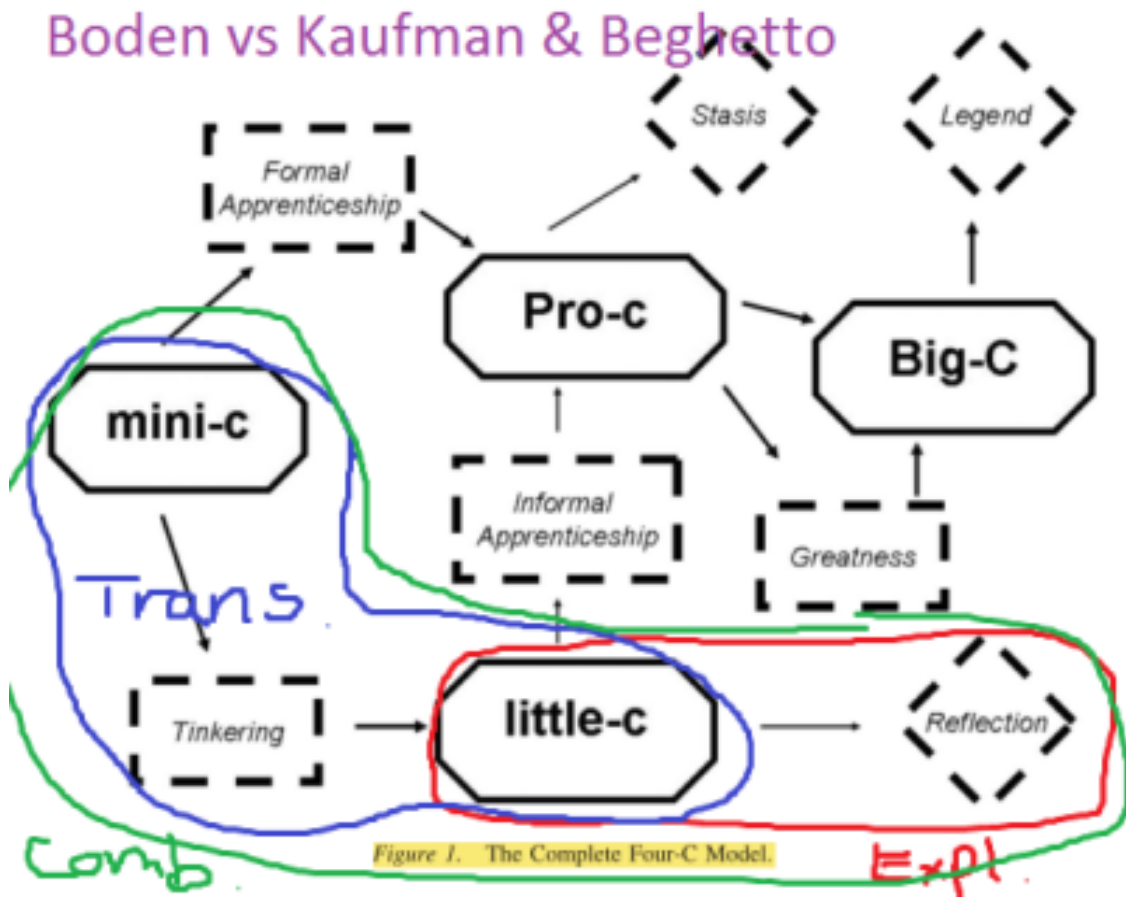 Boden vs Kaufman & Beghetto
Stasis
Legend
Formal
Apprenticeship
Pro-c
Big-C
mini-c
Informal
Apprenticeship
Greatness
Trans.
Tinkering
little-c
Reflection
Comb.
Figure 1. The Complete Four-C Model.
Expl.